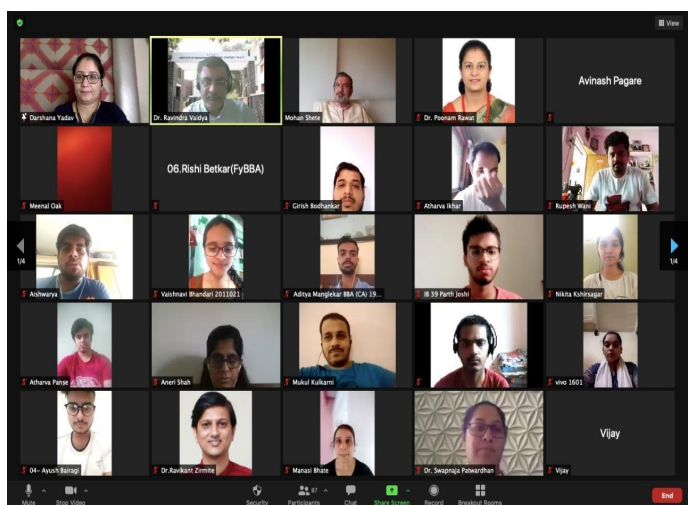 View
Darshana Yadav
Dr. Ravindra Vaidya
Mohan Shete
Dr. Poonam Rawat
Avinash Pagare
Meenal Oak
06.Rishi Betkar(FyBBA)
Girish Bodhankar
Atharva Ikhar
Rupesh Wani
1/4
1/4
Aishwarya
Vaishnavi Bhandari 2011021
Aditya Manglekar BBA (CA) 19...
IB 39 Parth Joshi
Nikita Kshirsagar
Atharva Panse
Aneri Shah
Mukul Kulkarni
vivo 1601
04- Ayush Bairagi
Dr.Ravikant Zirmite
Manasi Bhate
Dr. Swapnaja Patwardhan
Vijay
Vijay
Mute
Stop Video
Security
87
Participants
Chat
Share Screen
Record
Breakout Rooms
End